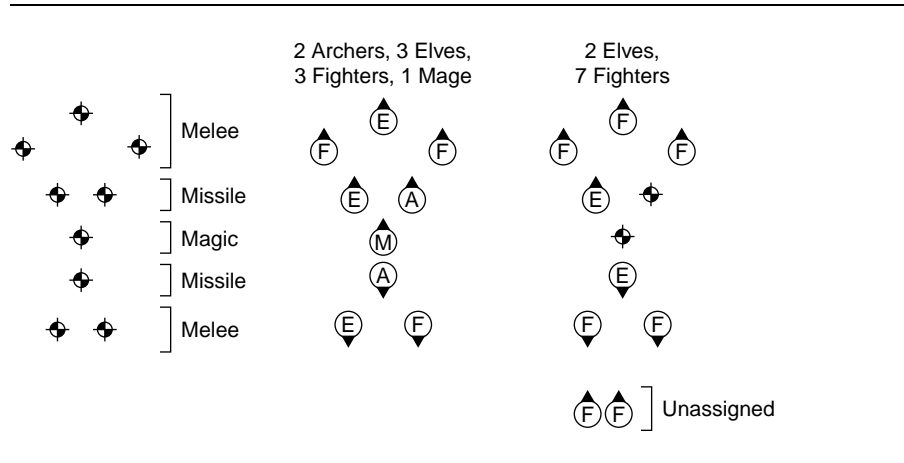 2 Archers, 3 Elves,
3 Fighters, 1 Mage
2 Elves,
7 Fighters
Melee
E
F
F
F
F
F
Missile
E
A
E
Magic
M
Missile
A
E
Melee
E
F
F
F
F
F
Unassigned